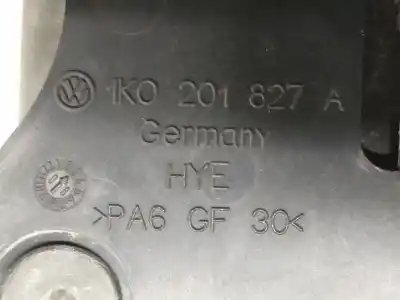 1K0 201 827 A
Germany
HYE
>PA6 GF 30<